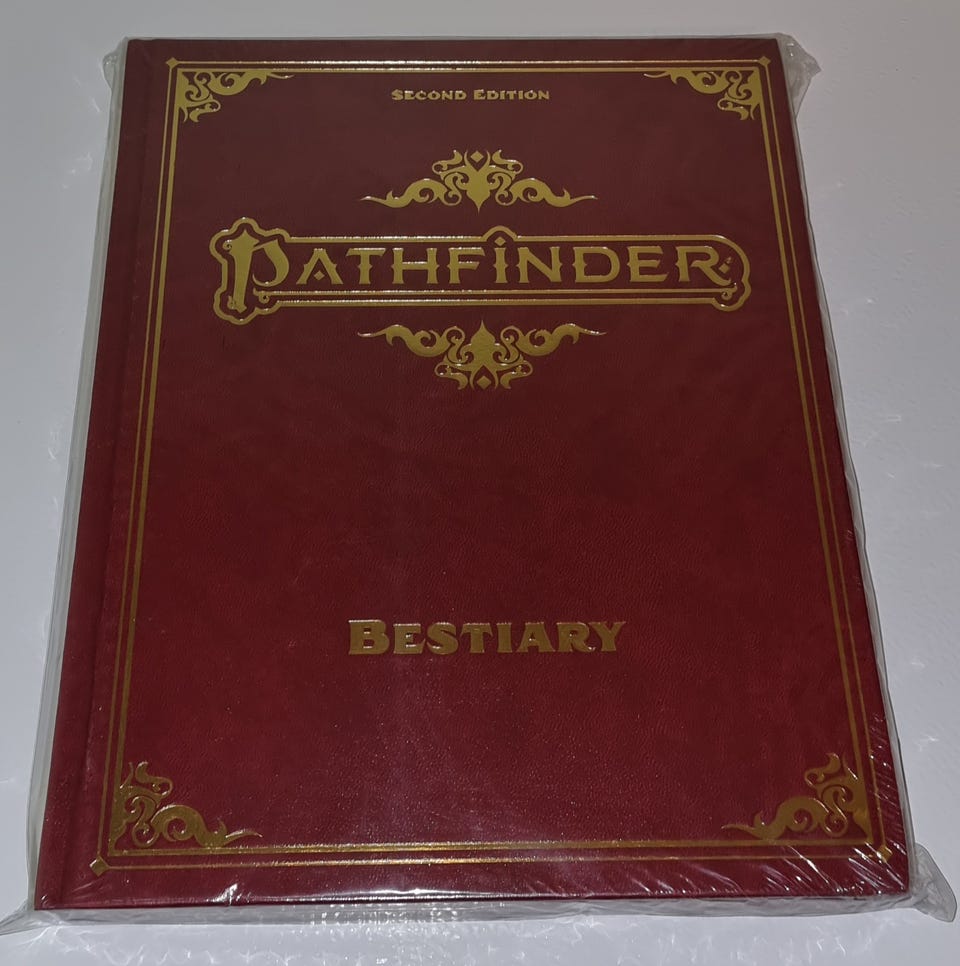 Second Edition
Pathfinder
Bestiary